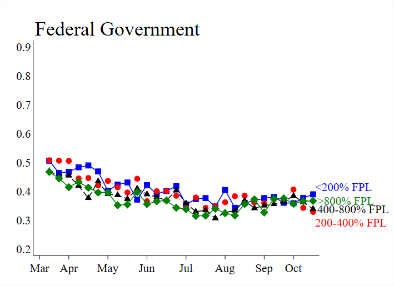 Federal Government
0.9
0.8
0.7
0.6
0.5
0.4
0.3
0.2
<200% FPL
>800% FPL
400-800% FPL
200-400% FPL
Mar Apr May Jun Jul Aug Sep Oct